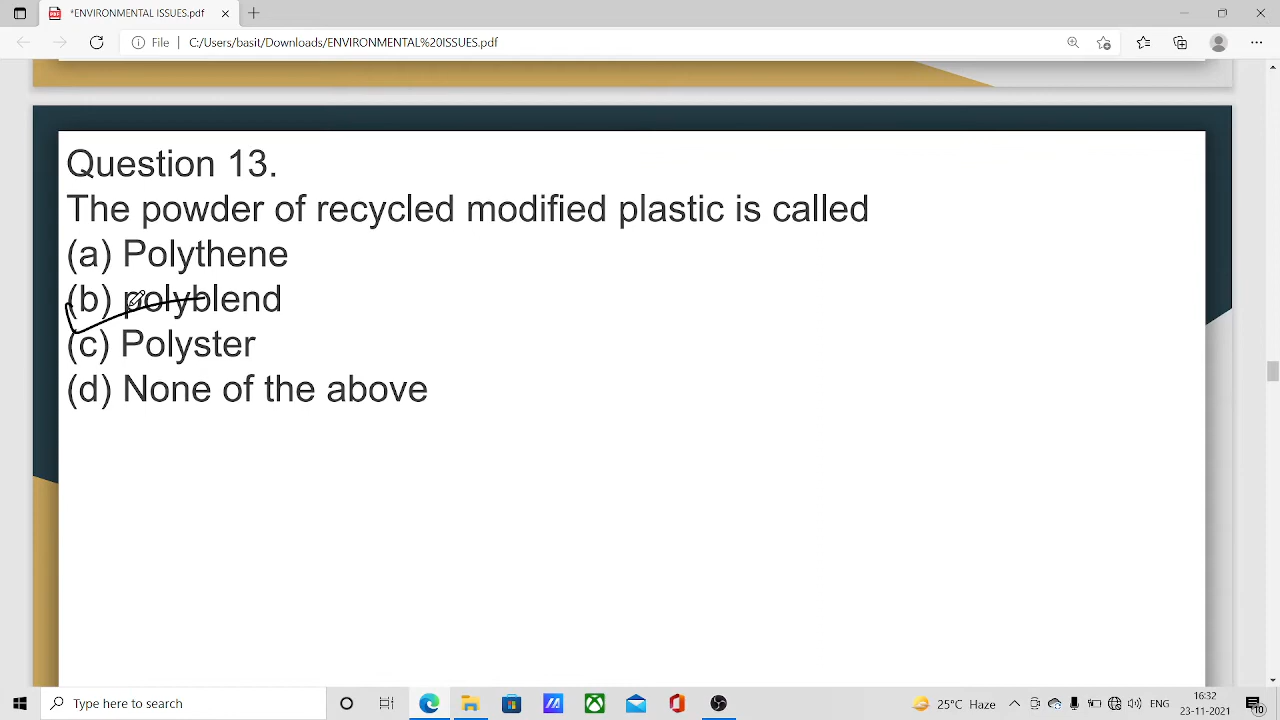 *ENVIRONMENTAL ISSUES.pdf
File | C:/Users/basit/Downloads/ENVIRONMENTAL%20ISSUES.pdf
Question 13.
The powder of recycled modified plastic is called
(a) Polythene
(b) polyblend
(c) Polyster
(d) None of the above
Type here to search
25°C Haze
ENG
16:32
23-11-2021
10